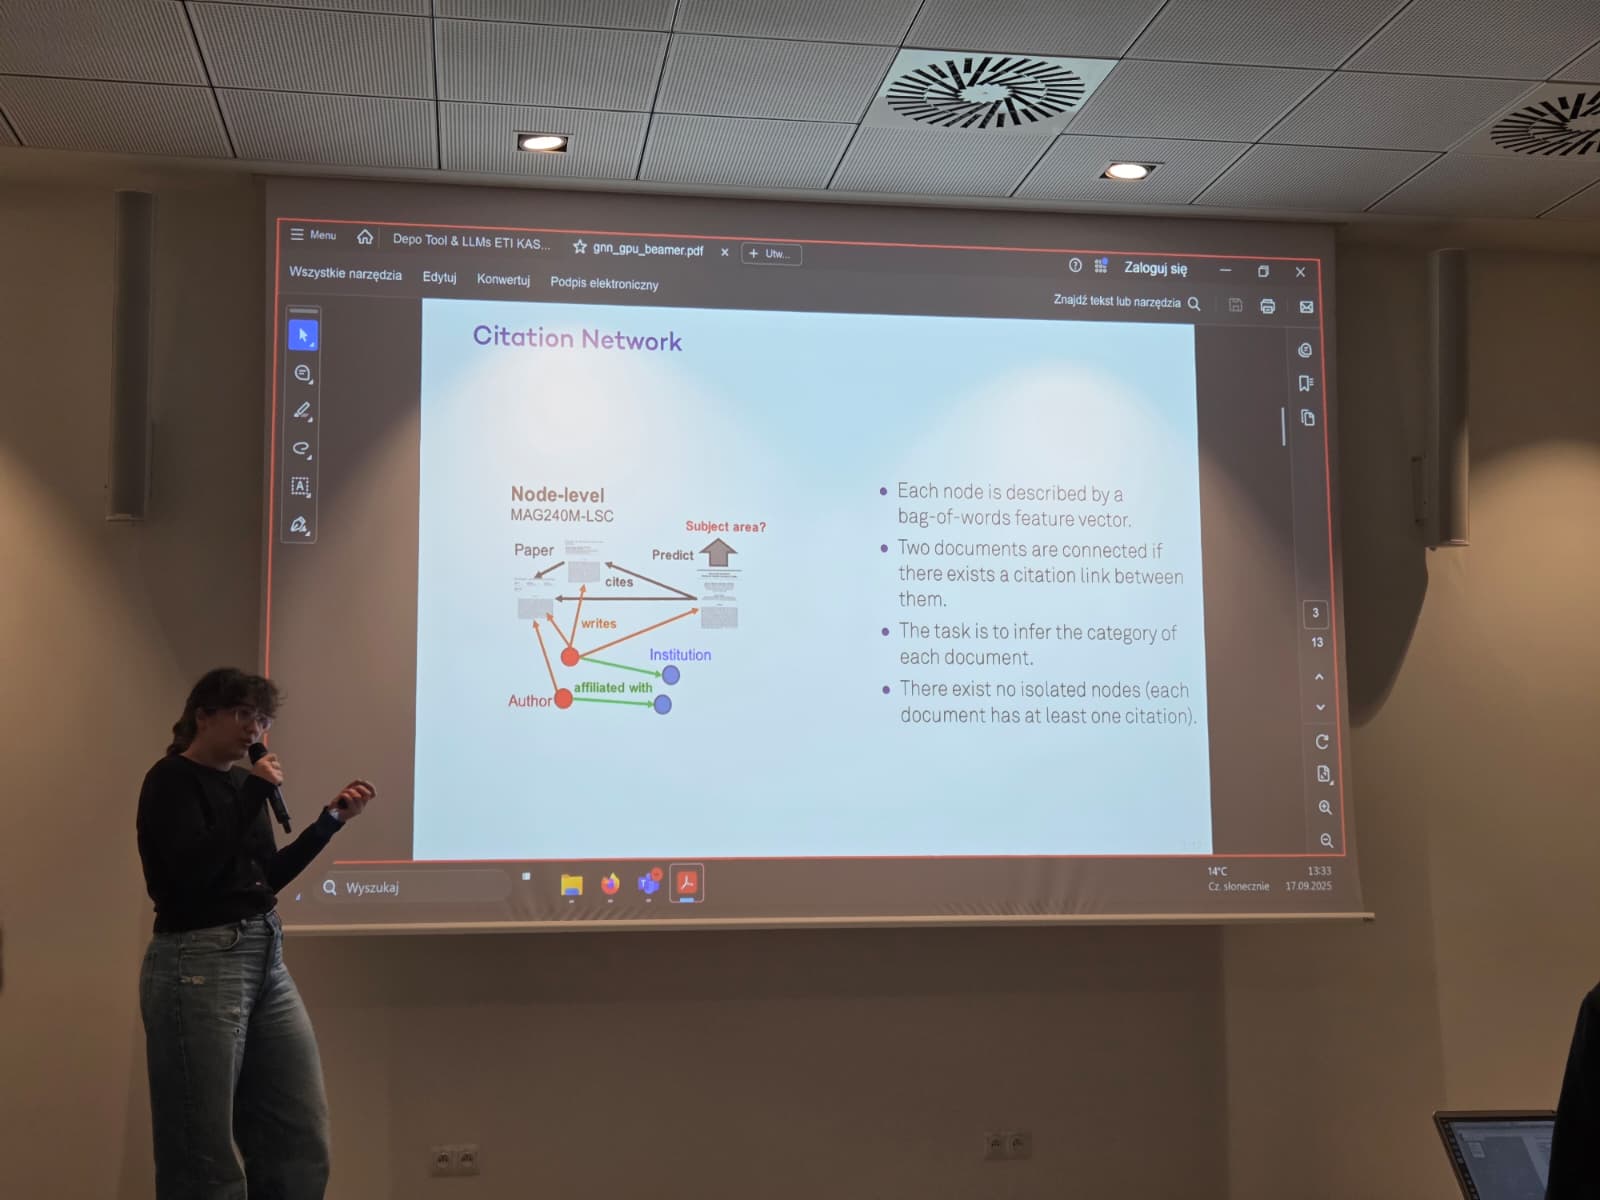 Menu
Depo Tool & LLMs ETI KAS...
gnn_gpu_beamer.pdf
Utw...
Zaloguj się
Wszystkie narzędzia
Edytuj
Konwertuj
Podpis elektroniczny
Znajdź tekst lub narzędzia
Citation Network
Node-level
MAG240M-LSC
Subject area?
Paper
Predict
cites
writes
Institution
affiliated with
Author
• Each node is described by a
bag-of-words feature vector.
• Two documents are connected if
there exists a citation link between
them.
• The task is to infer the category of
each document.
• There exist no isolated nodes (each
document has at least one citation).
3
13
Wyszukaj
14°C
Cz. słonecznie
13:33
17.09.2025